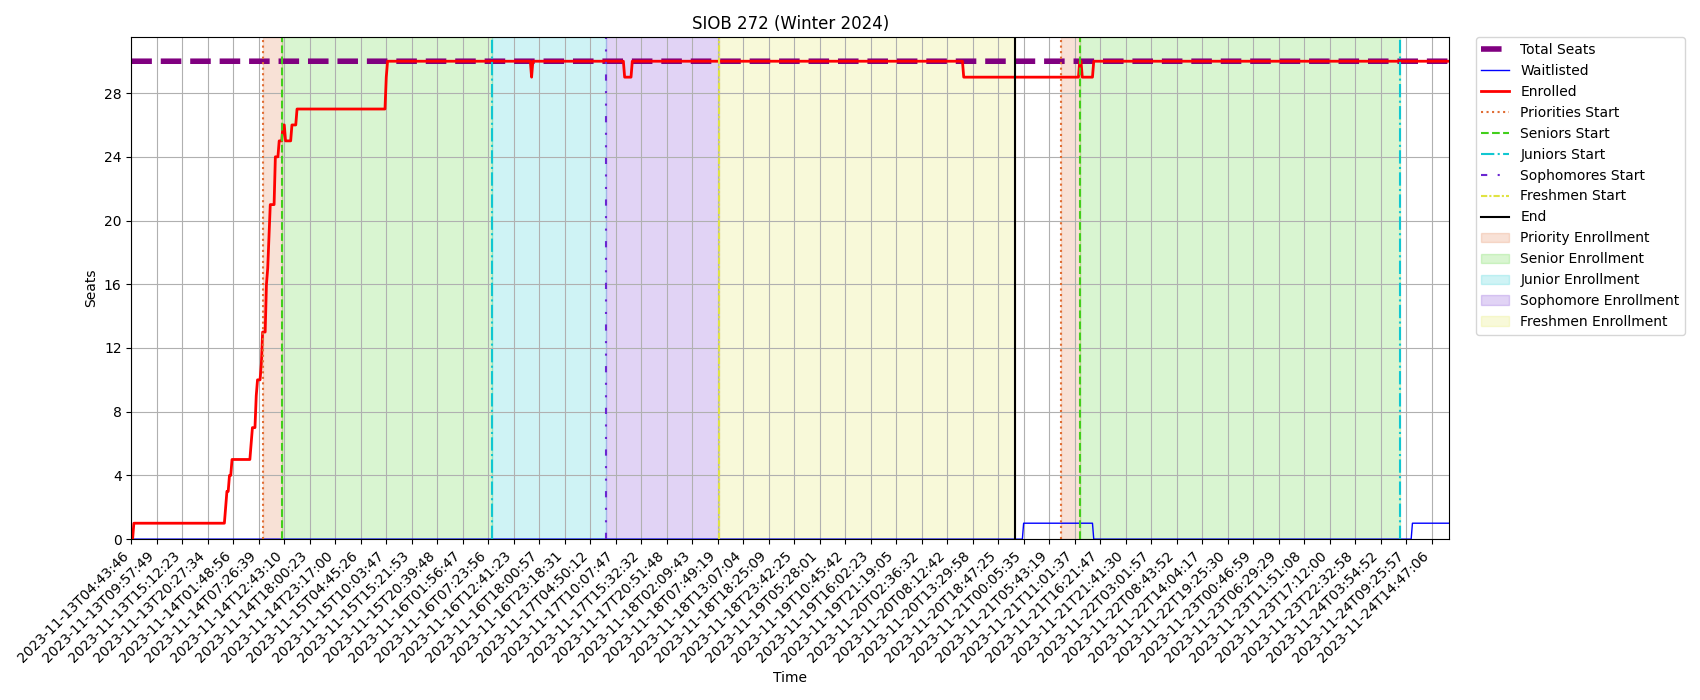 SIOB 272 (Winter 2024)
Seats
28
24
20
16
12
8
4
0
2023-11-13T04:43:46
2023-11-13T09:57:49
2023-11-13T15:12:23
2023-11-13T20:27:34
2023-11-14T01:48:56
2023-11-14T07:26:39
2023-11-14T12:43:10
2023-11-14T18:00:23
2023-11-14T23:17:00
2023-11-15T04:45:26
2023-11-15T10:03:47
2023-11-15T15:21:53
2023-11-15T20:39:48
2023-11-16T01:56:47
2023-11-16T07:23:56
2023-11-16T12:41:23
2023-11-16T18:00:57
2023-11-16T23:18:31
2023-11-17T04:50:12
2023-11-17T10:07:47
2023-11-17T15:32:32
2023-11-17T20:51:48
2023-11-18T02:09:43
2023-11-18T07:49:19
2023-11-18T13:07:04
2023-11-18T18:25:09
2023-11-18T23:42:25
2023-11-19T05:28:01
2023-11-19T10:45:42
2023-11-19T16:02:23
2023-11-19T21:19:05
2023-11-20T02:36:32
2023-11-20T08:12:42
2023-11-20T13:29:58
2023-11-20T18:47:25
2023-11-21T00:05:35
2023-11-21T05:43:19
2023-11-21T11:01:37
2023-11-21T16:21:47
2023-11-21T21:41:30
2023-11-22T03:01:57
2023-11-22T08:43:52
2023-11-22T14:04:17
2023-11-22T19:25:30
2023-11-23T00:46:59
2023-11-23T06:29:29
2023-11-23T11:51:08
2023-11-23T17:12:00
2023-11-23T22:32:58
2023-11-24T03:54:52
2023-11-24T09:25:57
2023-11-24T14:47:06
Time
Total Seats
Waitlisted
Enrolled
Priorities Start
Seniors Start
Juniors Start
Sophomores Start
Freshmen Start
End
Priority Enrollment
Senior Enrollment
Junior Enrollment
Sophomore Enrollment
Freshmen Enrollment